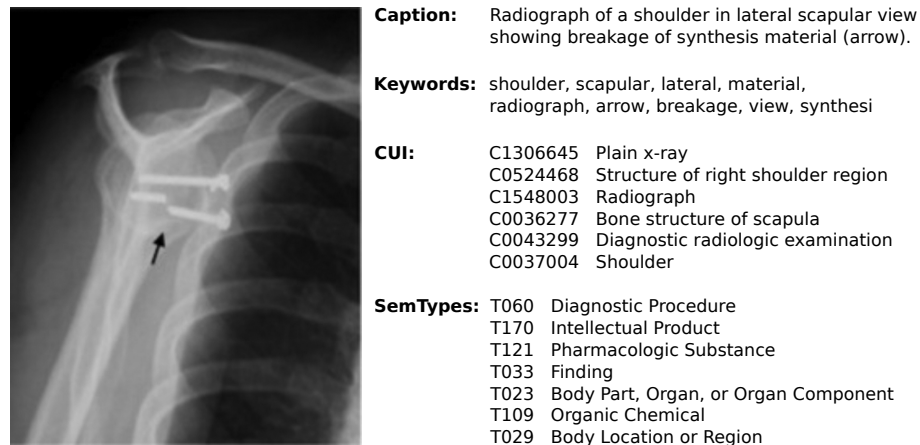 Caption: Radiograph of a shoulder in lateral scapular view
showing breakage of synthesis material (arrow).
Keywords: shoulder, scapular, lateral, material,
radiograph, arrow, breakage, view, synthesi
CUI: C1306645 Plain x-ray
C0524468 Structure of right shoulder region
C1548003 Radiograph
C0036277 Bone structure of scapula
C0043299 Diagnostic radiologic examination
C0037004 Shoulder
SemTypes: T060 Diagnostic Procedure
T170 Intellectual Product
T121 Pharmacologic Substance
T033 Finding
T023 Body Part, Organ, or Organ Component
T109 Organic Chemical
T029 Body Location or Region